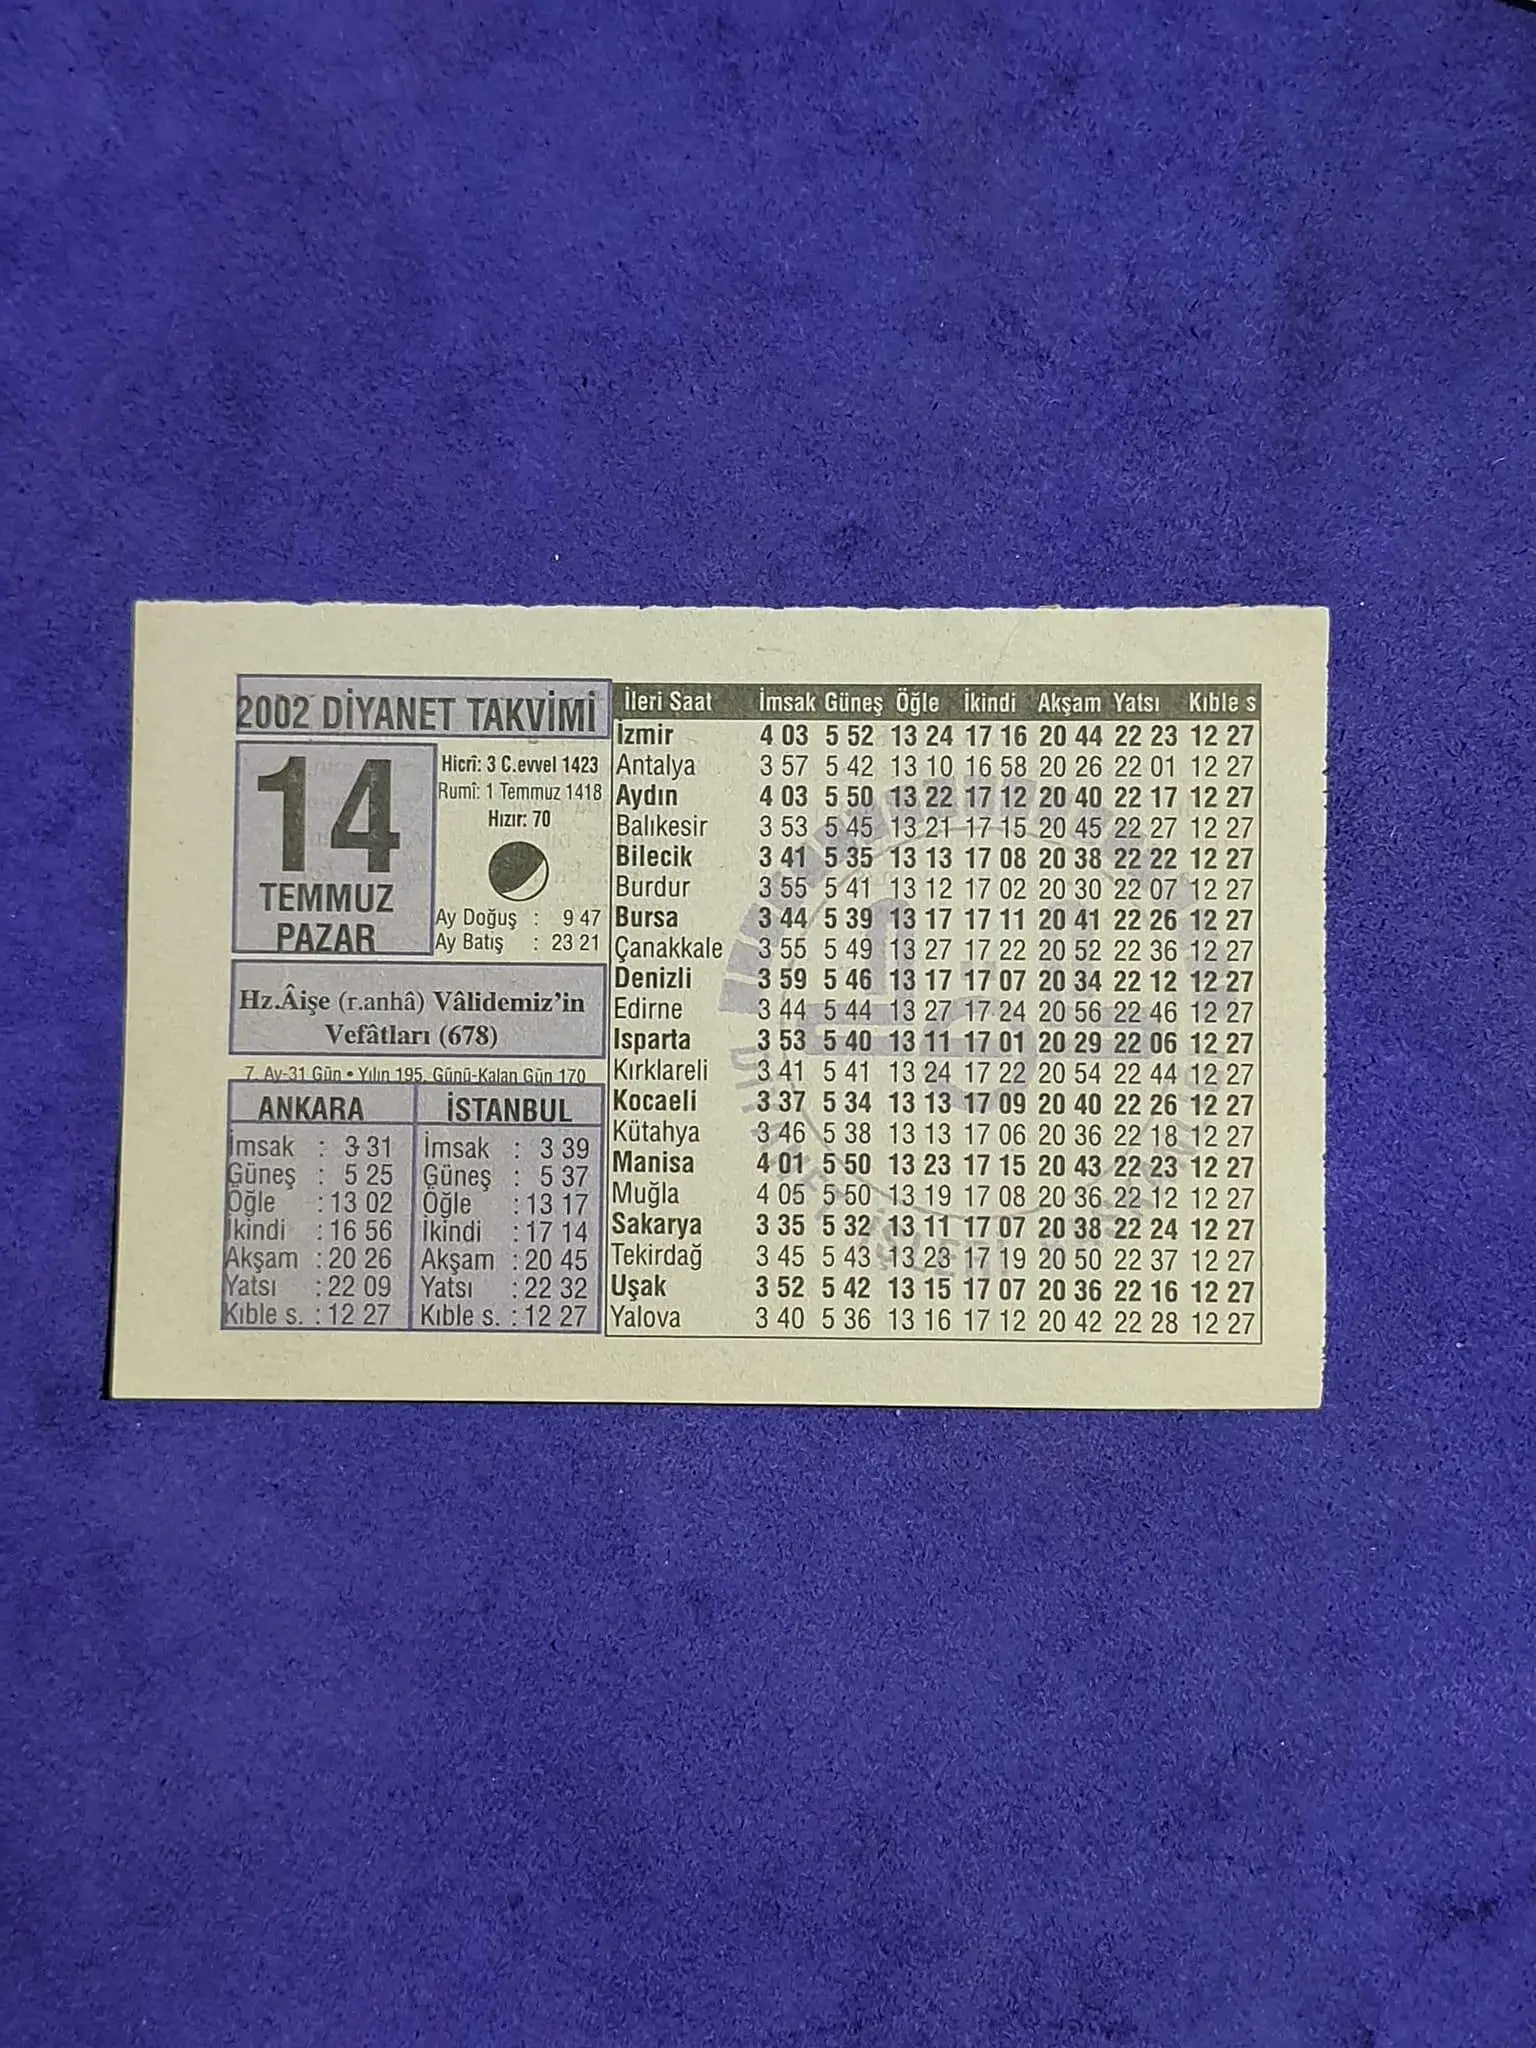 2002 DİYANET TAKVİMİ
14
TEMMUZ
PAZAR
Hicrî: 3 C.evvel 1423
Rumî: 1 Temmuz 1418
Hızır: 70
Ay Doğuş : 9 47
Ay Batış : 23 21
Hz.Âişe (r.anhâ) Vâlidemiz'in
Vefâtları (678)
7. Ay-31 Gün • Yılın 195. Günü-Kalan Gün 170
ANKARA
İmsak : 3 31
Güneş : 5 25
Öğle : 13 02
İkindi : 16 56
Akşam : 20 26
Yatsı : 22 09
Kıble s. : 12 27
İSTANBUL
İmsak : 3 39
Güneş : 5 37
Öğle : 13 17
İkindi : 17 14
Akşam : 20 45
Yatsı : 22 32
Kıble s. : 12 27
İleri Saat İmsak Güneş Öğle İkindi Akşam Yatsı Kıble s
İzmir 4 03 5 52 13 24 17 16 20 44 22 23 12 27
Antalya 3 57 5 42 13 10 16 58 20 26 22 01 12 27
Aydın 4 03 5 50 13 22 17 12 20 40 22 17 12 27
Balıkesir 3 53 5 45 13 21 17 15 20 45 22 27 12 27
Bilecik 3 41 5 35 13 13 17 08 20 38 22 22 12 27
Burdur 3 55 5 41 13 12 17 02 20 30 22 07 12 27
Bursa 3 44 5 39 13 17 17 11 20 41 22 26 12 27
Çanakkale 3 55 5 49 13 27 17 22 20 52 22 36 12 27
Denizli 3 59 5 46 13 17 17 07 20 34 22 12 12 27
Edirne 3 44 5 44 13 27 17 24 20 56 22 46 12 27
Isparta 3 53 5 40 13 11 17 01 20 29 22 06 12 27
Kırklareli 3 41 5 41 13 24 17 22 20 54 22 44 12 27
Kocaeli 3 37 5 34 13 13 17 09 20 40 22 26 12 27
Kütahya 3 46 5 38 13 13 17 06 20 36 22 18 12 27
Manisa 4 01 5 50 13 23 17 15 20 43 22 23 12 27
Muğla 4 05 5 50 13 19 17 08 20 36 22 12 12 27
Sakarya 3 35 5 32 13 11 17 07 20 38 22 24 12 27
Tekirdağ 3 45 5 43 13 23 17 19 20 50 22 37 12 27
Uşak 3 52 5 42 13 15 17 07 20 36 22 16 12 27
Yalova 3 40 5 36 13 16 17 12 20 42 22 28 12 27